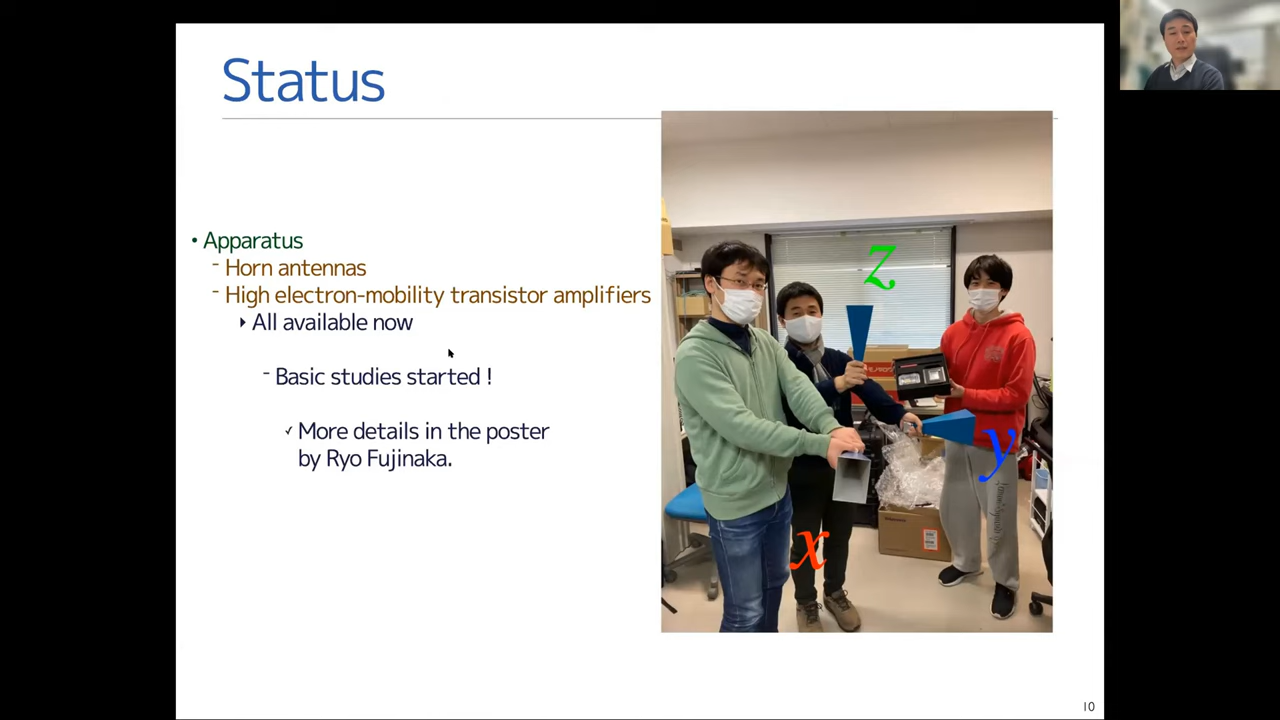 Status
• Apparatus
- Horn antennas
- High electron-mobility transistor amplifiers
‣ All available now
- Basic studies started !
✓ More details in the poster
by Ryo Fujinaka.
z
y
x
10